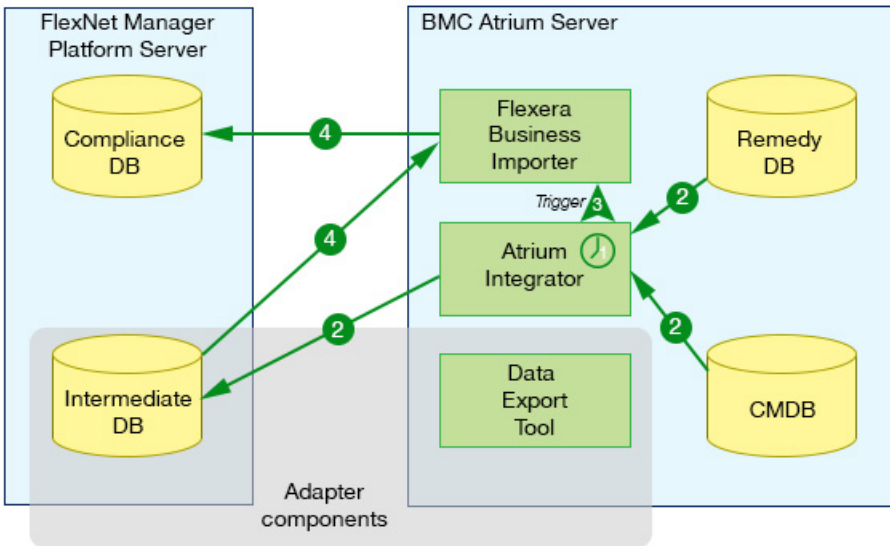 FlexNet Manager
Platform Server
BMC Atrium Server
Compliance
DB
4
Flexera
Business
Importer
Remedy
DB
Trigger
3
2
4
Atrium
Integrator
1
2
2
Intermediate
DB
Data
Export
Tool
CMDB
Adapter
components